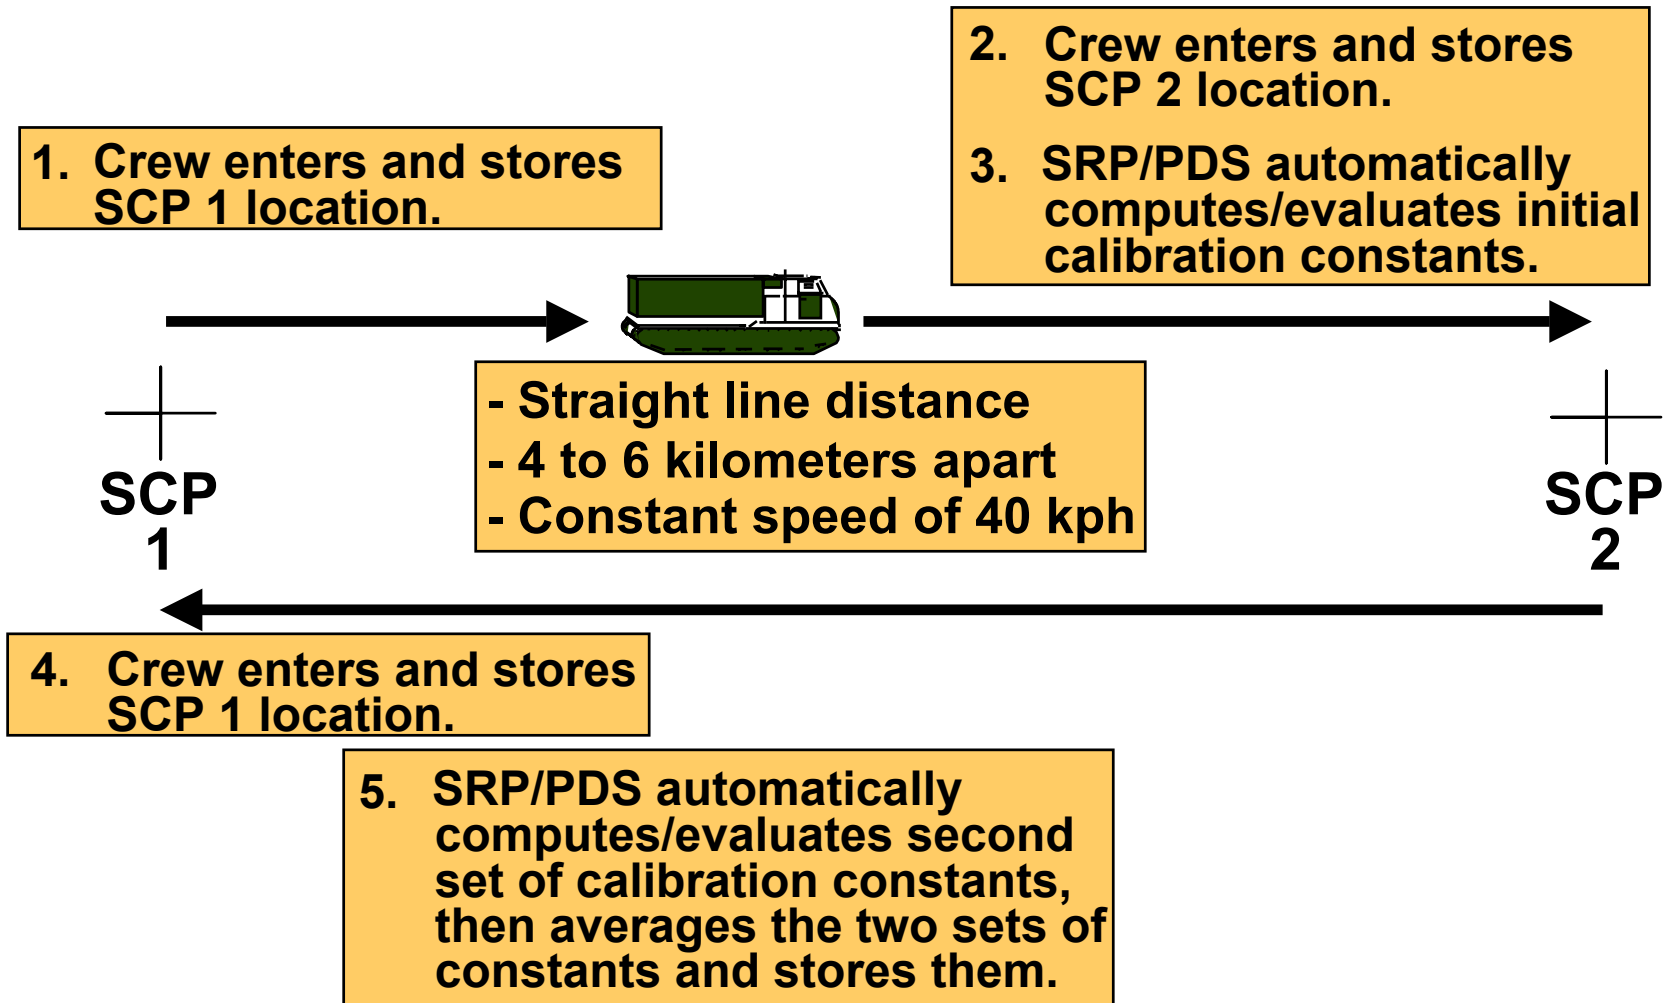 1. Crew enters and stores
SCP 1 location.
2. Crew enters and stores
SCP 2 location.
3. SRP/PDS automatically
computes/evaluates initial
calibration constants.
- Straight line distance
- 4 to 6 kilometers apart
- Constant speed of 40 kph
SCP
1
SCP
2
4. Crew enters and stores
SCP 1 location.
5. SRP/PDS automatically
computes/evaluates second
set of calibration constants,
then averages the two sets of
constants and stores them.